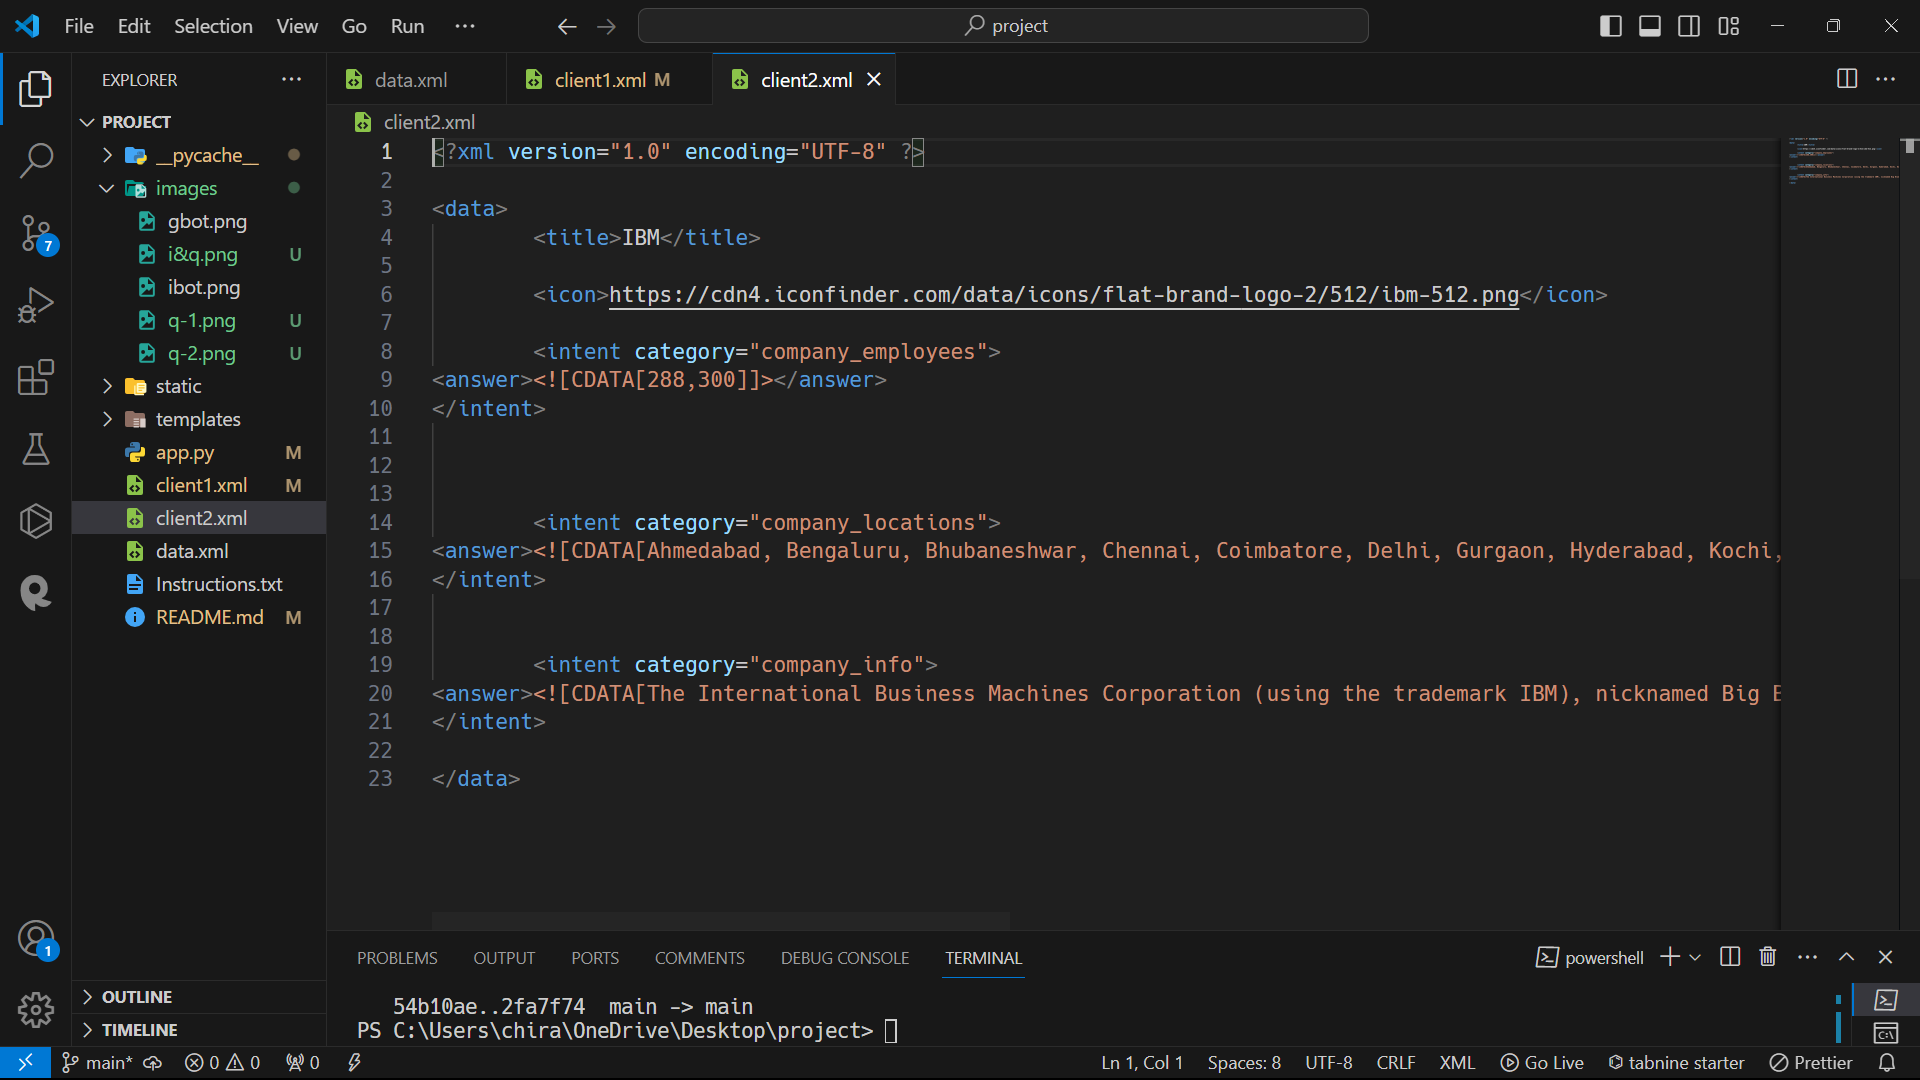 File Edit Selection View Go Run ··· project
EXPLORER ···
PROJECT
__pycache__
images
gbot.png
i&q.png U
ibot.png
q-1.png U
q-2.png U
static
templates
app.py M
client1.xml M
client2.xml
data.xml
Instructions.txt
README.md M
OUTLINE
TIMELINE
7
1
data.xml client1.xml M client2.xml
client2.xml
1 <?xml version="1.0" encoding="UTF-8" ?>
2
3 <data>
4 <title>IBM</title>
5
6 <icon>https://cdn4.iconfinder.com/data/icons/flat-brand-logo-2/512/ibm-512.png</icon>
7
8 <intent category="company_employees">
9 <answer><![CDATA[288,300]]></answer>
10 </intent>
11
12
13
14 <intent category="company_locations">
15 <answer><![CDATA[Ahmedabad, Bengaluru, Bhubaneshwar, Chennai, Coimbatore, Delhi, Gurgaon, Hyderabad, Kochi,
16 </intent>
17
18
19 <intent category="company_info">
20 <answer><![CDATA[The International Business Machines Corporation (using the trademark IBM), nicknamed Big
21 </intent>
22
23 </data>
PROBLEMS OUTPUT PORTS COMMENTS DEBUG CONSOLE TERMINAL powershell
54b10ae..2fa7f74 main -> main
PS C:\Users\chira\OneDrive\Desktop\project>
main* 0 0 0 Ln 1, Col 1 Spaces: 8 UTF-8 CRLF XML Go Live tabnine starter Prettier